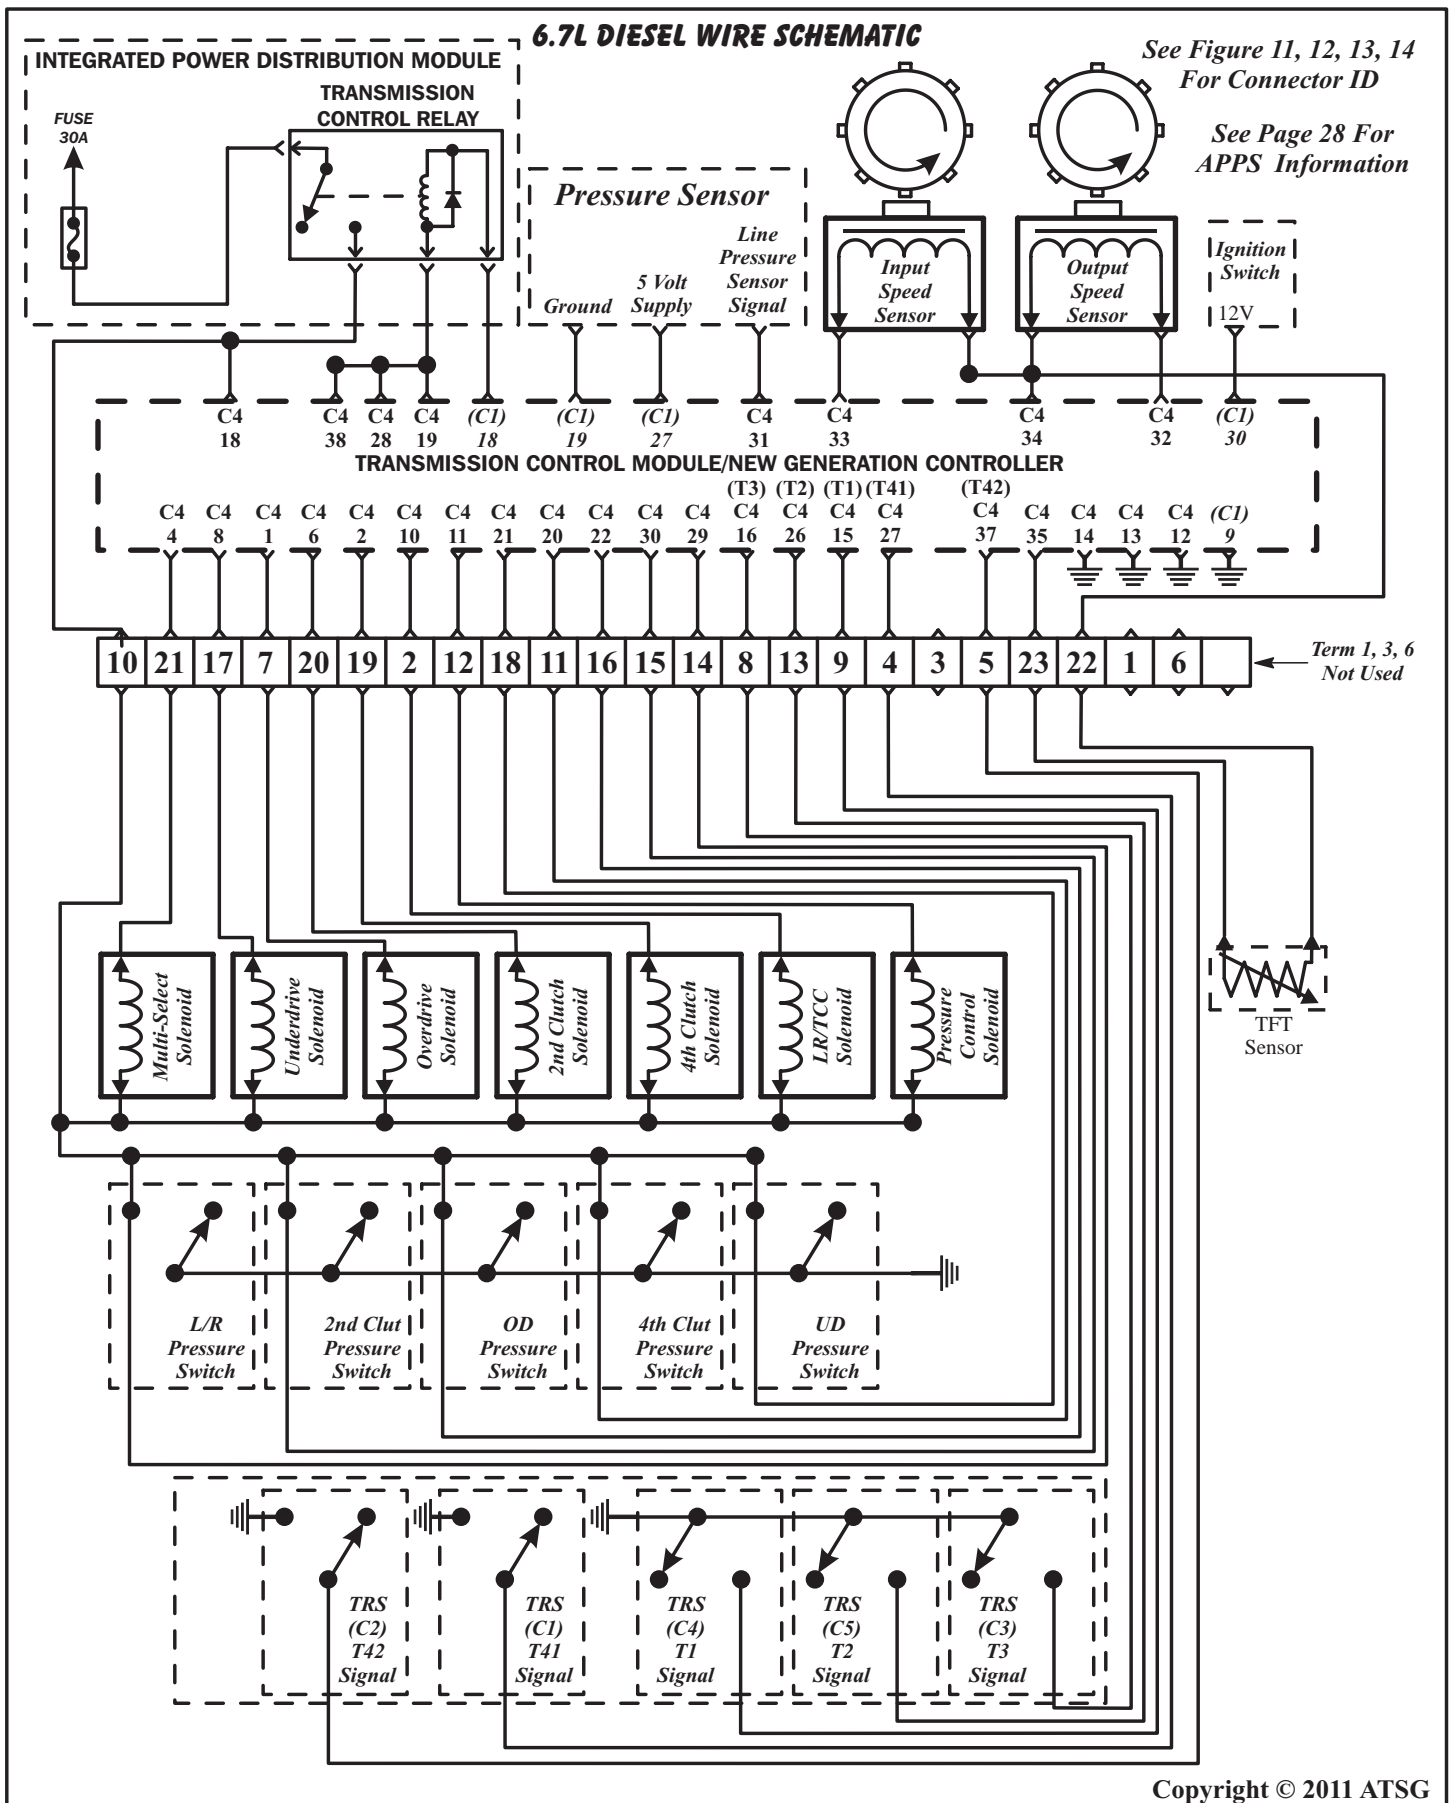 6.7L DIESEL WIRE SCHEMATIC
See Figure 11, 12, 13, 14
For Connector ID
See Page 28 For
APPS Information
INTEGRATED POWER DISTRIBUTION MODULE
TRANSMISSION
CONTROL RELAY
FUSE
30A
Pressure Sensor
Ground
5 Volt
Supply
Line
Pressure
Sensor
Signal
Input
Speed
Sensor
Output
Speed
Sensor
Ignition
Switch
12V
C4 C4 C4 C4 (C1) (C1) (C1) C4 C4 C4 C4 (C1)
18 38 28 19 18 19 27 31 33 34 32 30
TRANSMISSION CONTROL MODULE/NEW GENERATION CONTROLLER
(T3) (T2) (T1) (T41) (T42)
C4 C4 C4 C4 C4 C4 C4 C4 C4 C4 C4 C4 C4 C4 C4 C4 C4 C4 C4 C4 C4 (C1)
4 8 1 6 2 10 11 21 20 22 30 29 16 26 15 27 37 35 14 13 12 9
10 21 17 7 20 19 2 12 18 11 16 15 14 8 13 9 4 3 5 23 22 1 6
Term 1, 3, 6
Not Used
Multi-Select
Solenoid
Underdrive
Solenoid
Overdrive
Solenoid
2nd Clutch
Solenoid
4th Clutch
Solenoid
LR/TCC
Solenoid
Pressure
Control
Solenoid
TFT
Sensor
L/R
Pressure
Switch
2nd Clut
Pressure
Switch
OD
Pressure
Switch
4th Clut
Pressure
Switch
UD
Pressure
Switch
TRS
(C2)
T42
Signal
TRS
(C1)
T41
Signal
TRS
(C4)
T1
Signal
TRS
(C5)
T2
Signal
TRS
(C3)
T3
Signal
Copyright © 2011 ATSG